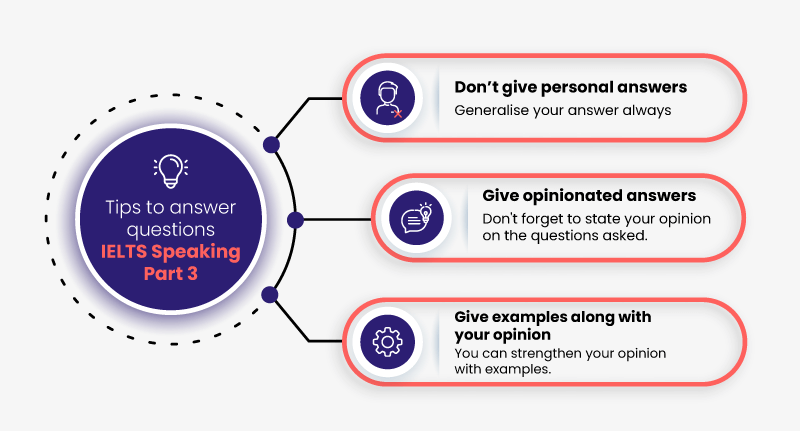 Tips to answer
questions
IELTS Speaking
Part 3
Don’t give personal answers
Generalise your answer always
Give opinionated answers
Don't forget to state your opinion
on the questions asked.
Give examples along with
your opinion
You can strengthen your opinion
with examples.